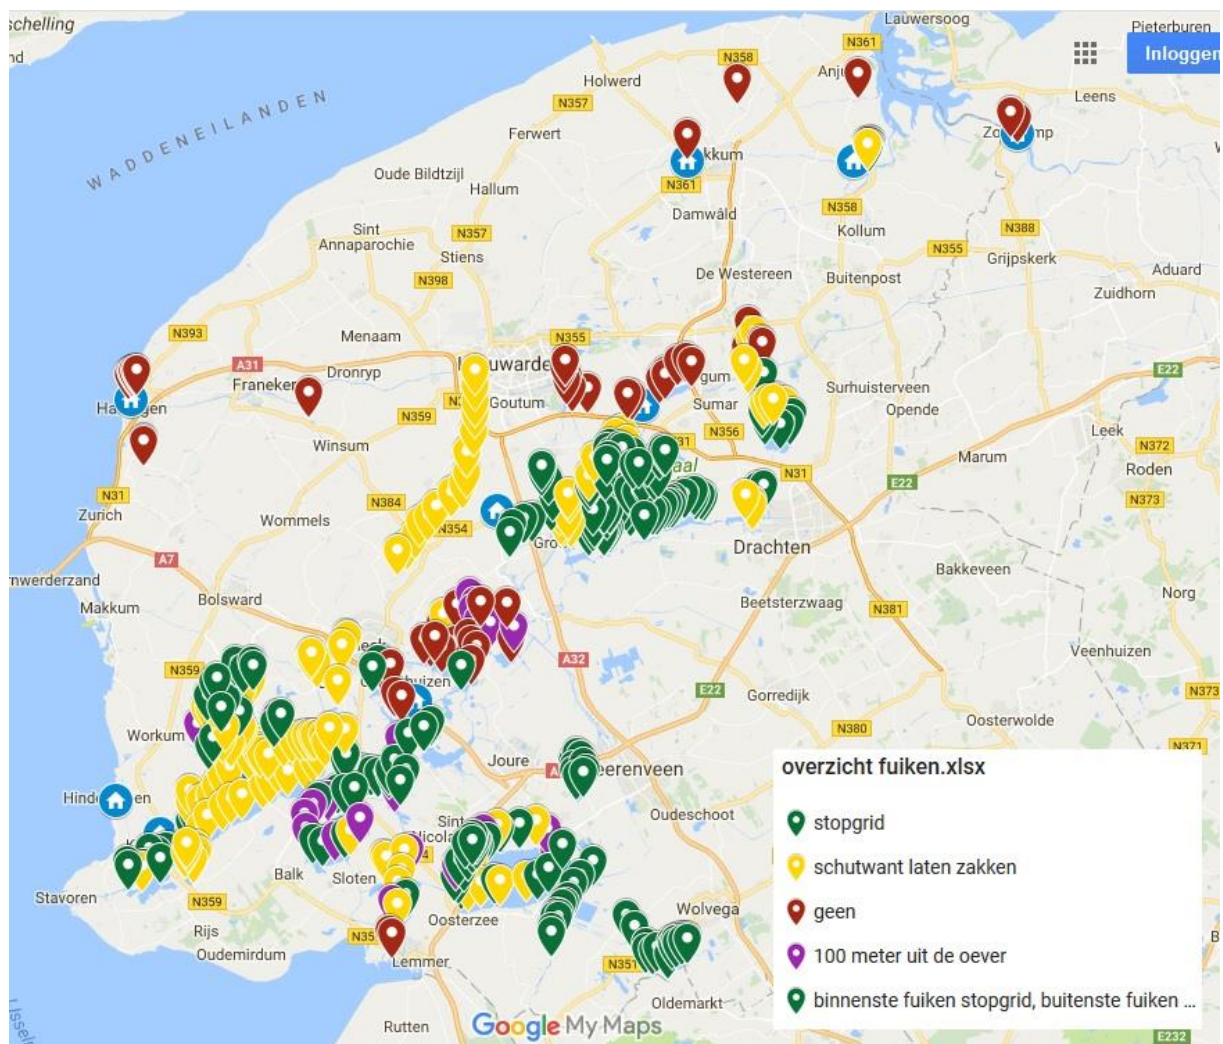 schelling
Lauwersoog
Pieterburen
N358
N361
Inloggen
Holwerd
N357
Leens
WADDENEILANDEN
Ferwert
Oude Bildtzijl
Hallum
N361
Damwâld
N358
Kollum
N388
N355
Grijpskerk
Aduard
Zuidhorn
Sint
Annaparochie
N357
Stiens
N398
De Westereen
Buitenpost
N393
Menaam
N355
A31
Dronryp
Franeker
N359
Goutum
Sumar
Surhuisterveen
Opende
E22
Winsum
N356
Leek
N372
Roden
Marum
N31
N31
E22
N373
Zurich
N384
N354
Wommels
A7
Drachten
Bakkeveen
Makkum
Bolsward
Beetsterzwaag
N381
Norg
A32
Veenhuizen
N359
E22
Gorredijk
N373
Oosterwolde
Workum
N380
N371
Joure
Oudeschoot
Balk
Sloten
Stavoren
N359
Oosterzee
Wolvega
Rijs
Oudemirdum
Lemmer
N351
Oldemarkt
Rutten
E232
overzicht fuiken.xlsx
stopgrid
schutwant laten zakken
geen
100 meter uit de oever
binnenste fuiken stopgrid, buitenste fuiken ...
Google My Maps